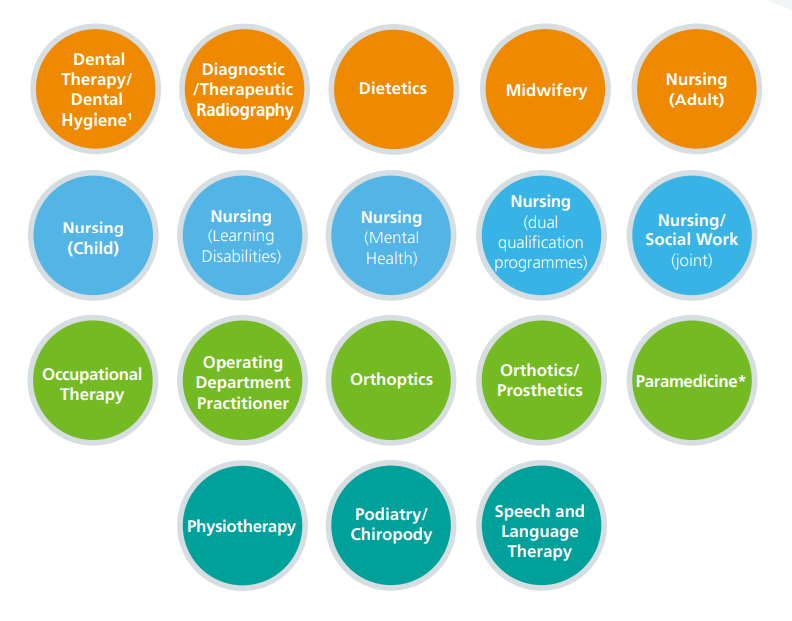 Dental
Therapy/
Dental
Hygiene¹
Diagnostic
/Therapeutic
Radiography
Dietetics
Midwifery
Nursing
(Adult)
Nursing
(Child)
Nursing
(Learning
Disabilities)
Nursing
(Mental
Health)
Nursing
(dual
qualification
programmes)
Nursing/
Social Work
(joint)
Occupational
Therapy
Operating
Department
Practitioner
Orthoptics
Orthotics/
Prosthetics
Paramedicine*
Physiotherapy
Podiatry/
Chiropody
Speech and
Language
Therapy